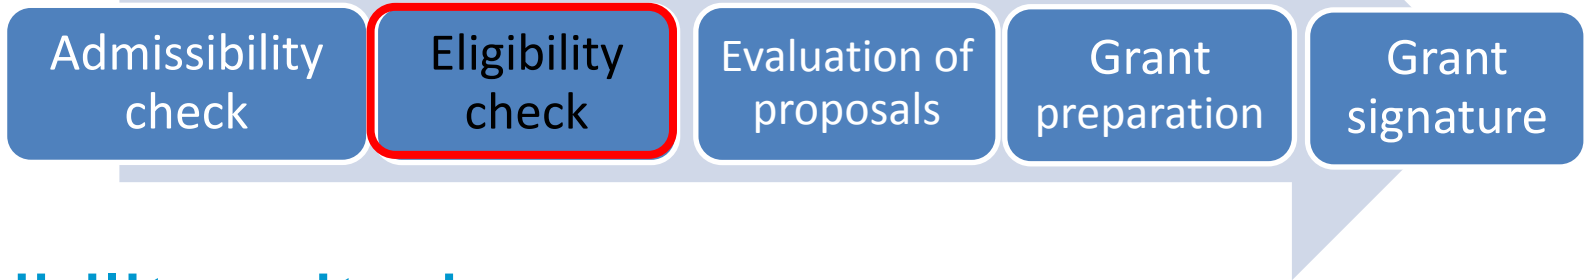 Admissibility
check
Eligibility
check
Evaluation of
proposals
Grant
preparation
Grant
signature